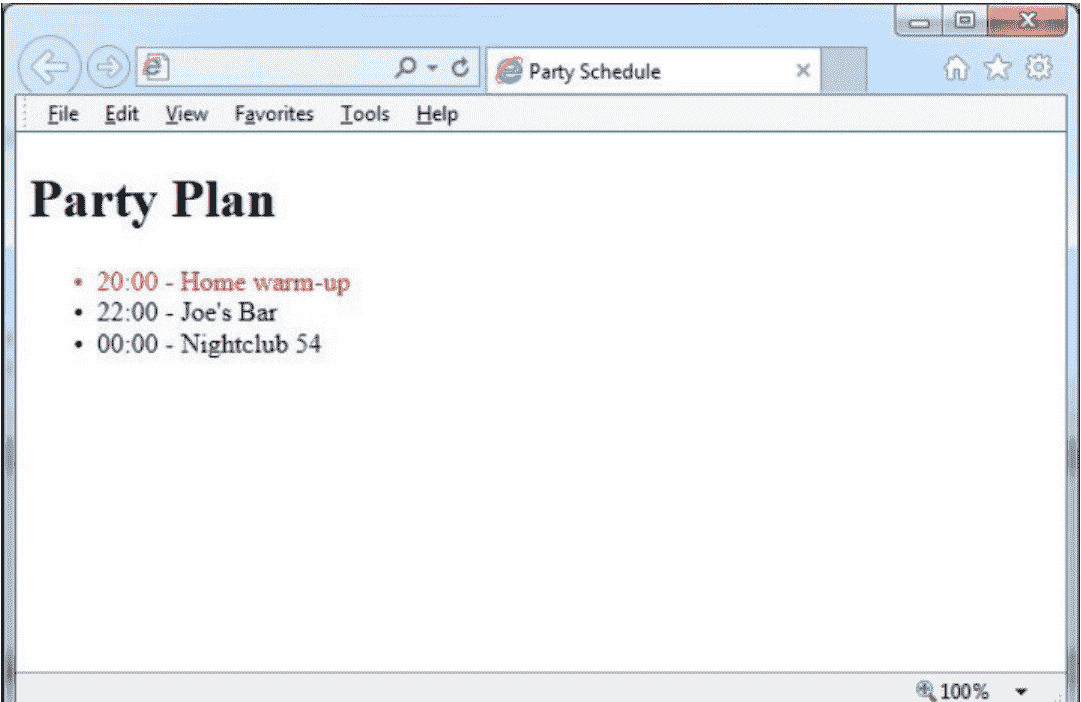 Party Schedule
File Edit View Favorites Tools Help
Party Plan
• 20:00 - Home warm-up
• 22:00 - Joe's Bar
• 00:00 - Nightclub 54
100%